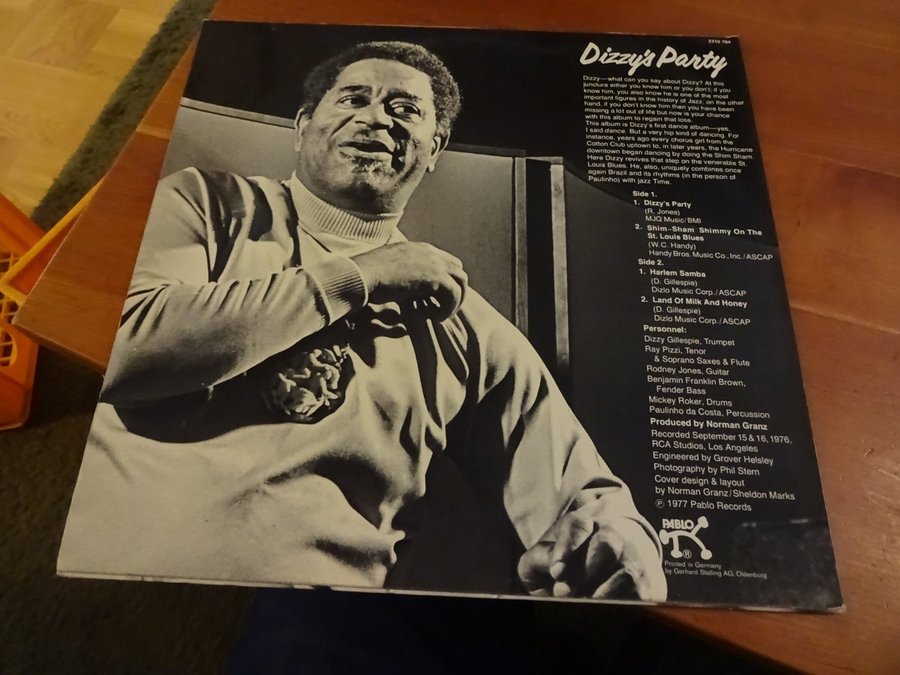 2310 784
Dizzy's Party
Dizzy—what can you say about Dizzy? At this
juncture either you know him or you don't; if you
know him, you also know he is one of the most
important figures in the history of Jazz; on the other
hand, if you don't know him then you have been
missing a lot out of life but now is your chance
with this album to regain that loss.
This album is Dizzy's first dance album—yes,
I said dance. But a very hip kind of dancing. For
instance, years ago every chorus girl from the
Cotton Club uptown to, in later years, the Hurricane
downtown began dancing by doing the Shim Sham.
Here Dizzy revives that step on the venerable St.
Louis Blues. He, also, uniquely combines once
again Brazil and its rhythms (in the person of
Paulinho) with jazz Time.
Side 1.
1. Dizzy's Party
(R. Jones)
MJQ Music/BMI
2. Shim-Sham Shimmy On The
St. Louis Blues
(W.C. Handy)
Handy Bros. Music Co., Inc./ASCAP
Side 2.
1. Harlem Samba
(D. Gillespie)
Dizlo Music Corp./ASCAP
2. Land Of Milk And Honey
(D. Gillespie)
Dizlo Music Corp./ASCAP
Personnel:
Dizzy Gillespie, Trumpet
Ray Pizzi, Tenor
& Soprano Saxes & Flute
Rodney Jones, Guitar
Benjamin Franklin Brown,
Fender Bass
Mickey Roker, Drums
Paulinho da Costa, Percussion
Produced by Norman Granz
Recorded September 15 & 16, 1976,
RCA Studios, Los Angeles
Engineered by Grover Helsley
Photography by Phil Stern
Cover design & layout
by Norman Granz/Sheldon Marks
℗ 1977 Pablo Records
PABLO
®
Printed in Germany
by Gerhard Stalling AG, Oldenburg